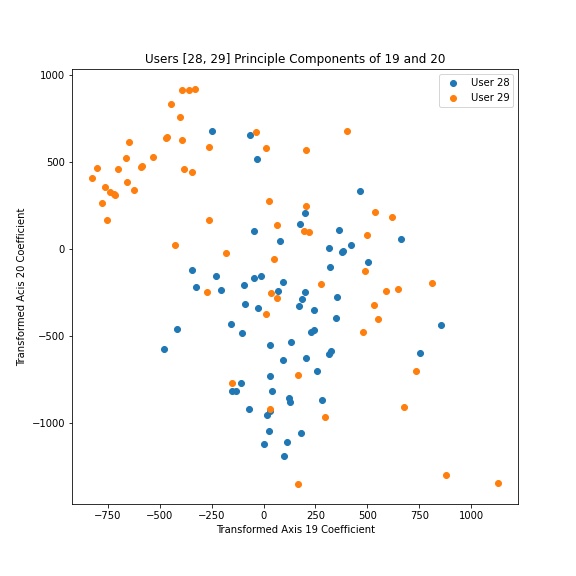 Users [28, 29] Principle Components of 19 and 20
User 28
User 29
1000
500
0
−500
−1000
Transformed Acis 20 Coefficient
−750
−500
−250
0
250
500
750
1000
Transformed Axis 19 Coefficient